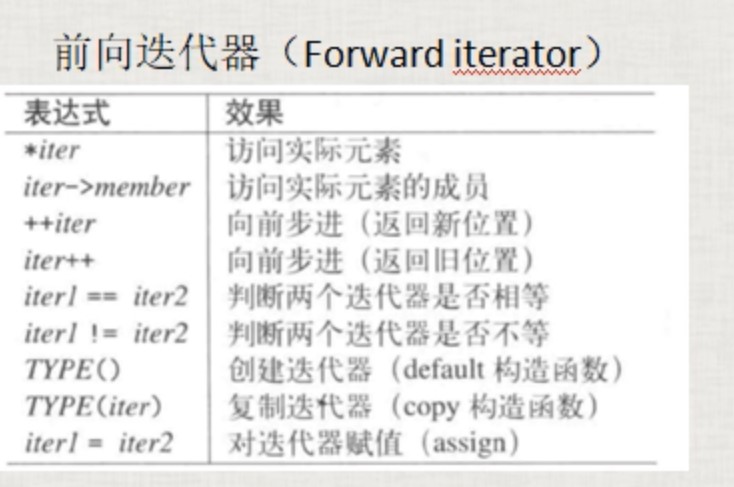 前向迭代器（Forward iterator）
表达式 效果
*iter 访问实际元素
iter->member 访问实际元素的成员
++iter 向前步进（返回新位置）
iter++ 向前步进（返回旧位置）
iter1 == iter2 判断两个迭代器是否相等
iter1 != iter2 判断两个迭代器是否不等
TYPE() 创建迭代器（default 构造函数）
TYPE(iter) 复制迭代器（copy 构造函数）
iter1 = iter2 对迭代器赋值（assign）